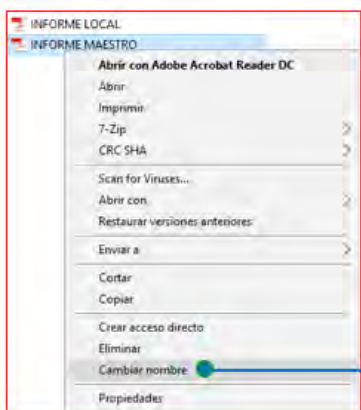 INFORME LOCAL
INFORME MAESTRO
Abrir con Adobe Acrobat Reader DC
Abrir
Imprimir
7-Zip
CRC SHA
Scan for Viruses...
Abrir con
Restaurar versiones anteriores
Enviar a
Cortar
Copiar
Crear acceso directo
Eliminar
Cambiar nombre
Propiedades